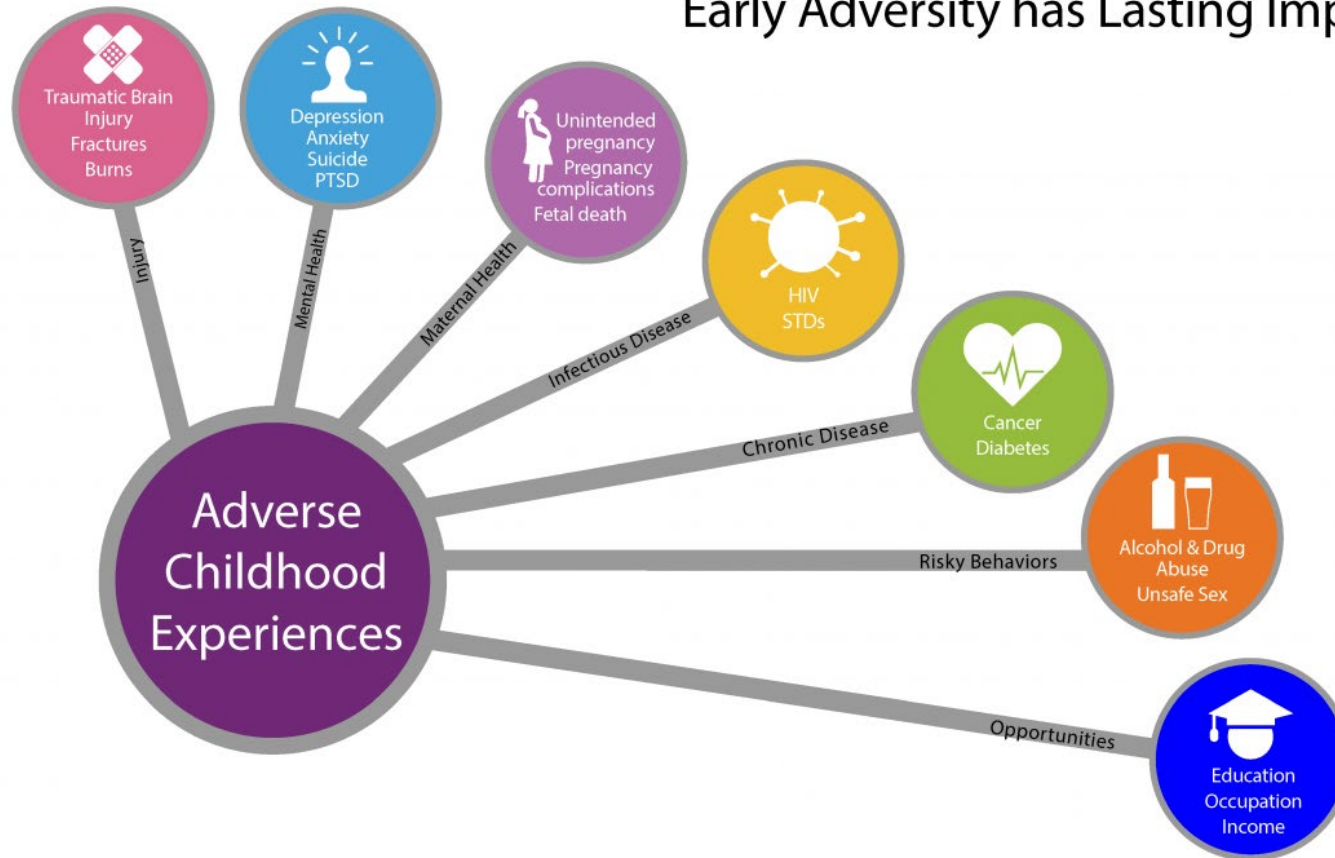 Early Adversity has Lasting Imp
Traumatic Brain
Injury
Fractures
Burns
Depression
Anxiety
Suicide
PTSD
Unintended
pregnancy
Pregnancy
complications
Fetal death
HIV
STDs
Cancer
Diabetes
Alcohol & Drug
Abuse
Unsafe Sex
Education
Occupation
Income
Injury
Mental Health
Maternal Health
Infectious Disease
Chronic Disease
Risky Behaviors
Opportunities
Adverse
Childhood
Experiences